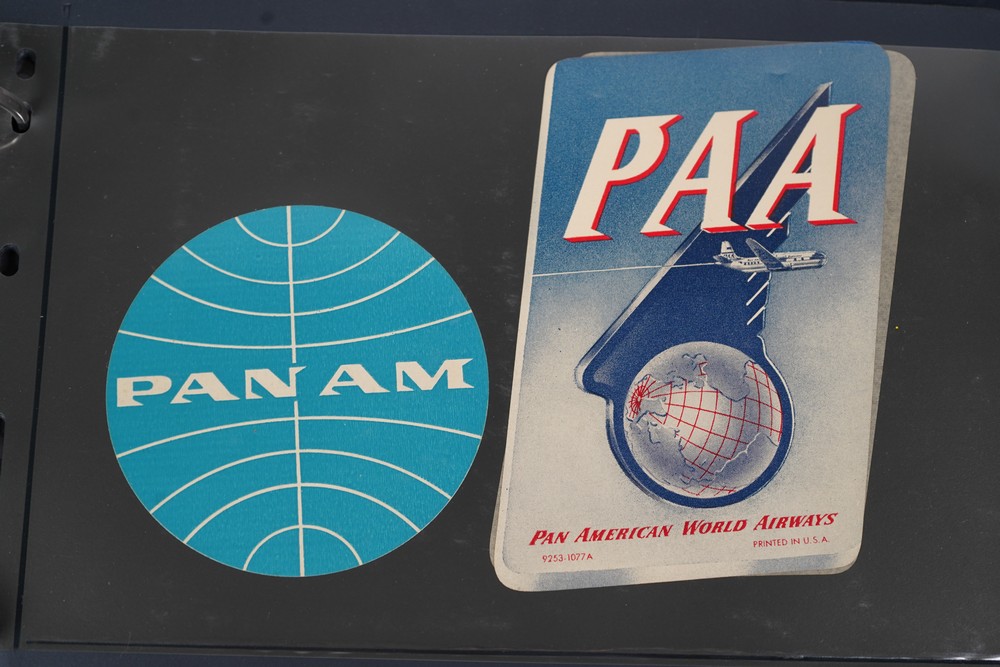 PAN AM
PAA
PAN AMERICAN WORLD AIRWAYS
9253-1077A
PRINTED IN U.S.A.